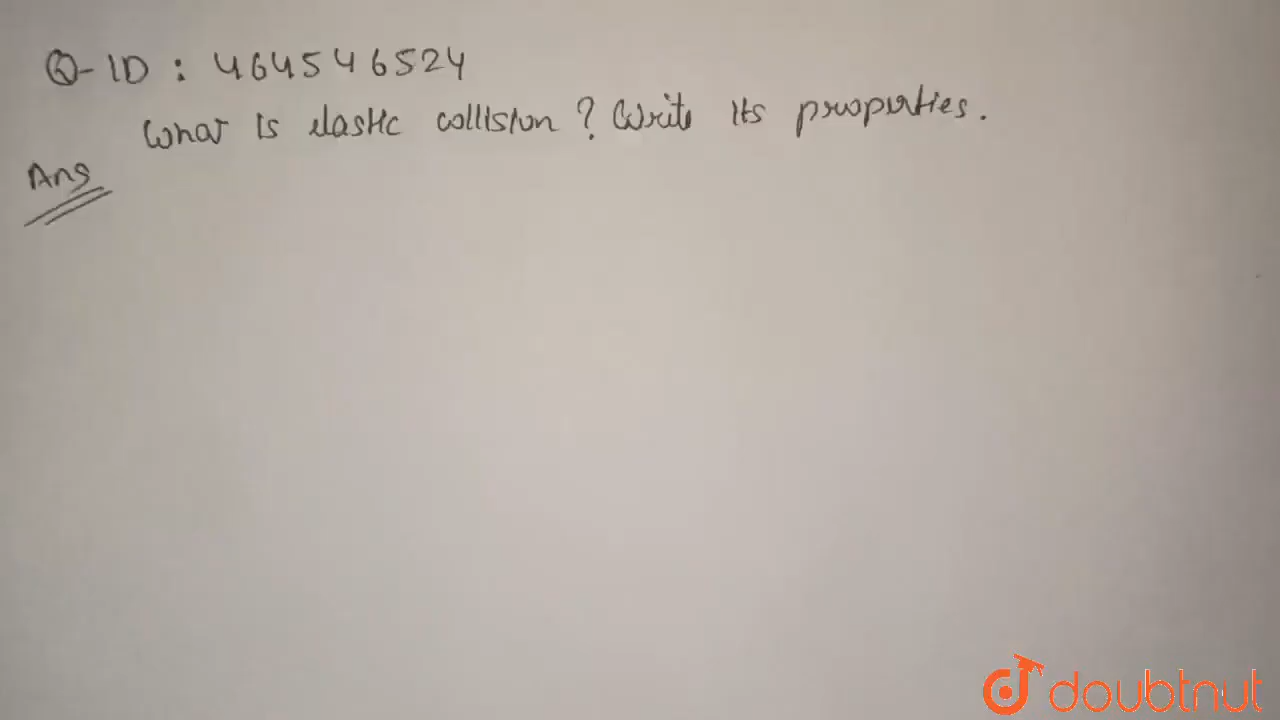 Q-ID : 464546524
What is elastic collision ? Write its properties.
Ans
doubtnut